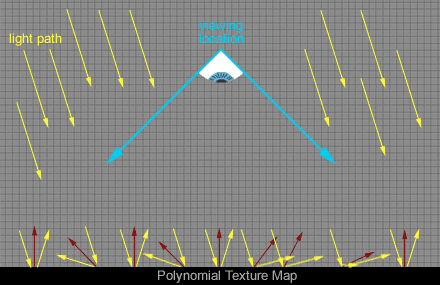 viewing
light path
location
Polynomial Texture Map